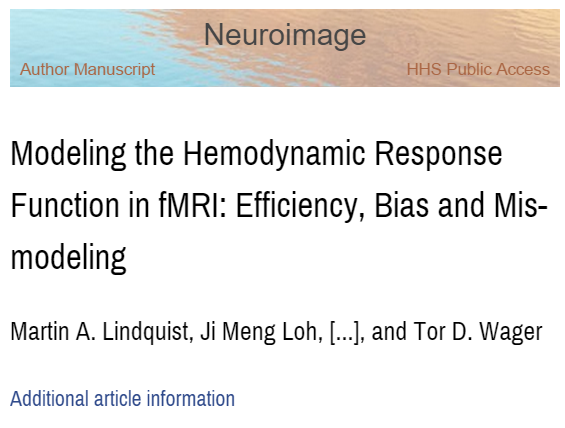 Neuroimage
Author Manuscript HHS Public Access
Modeling the Hemodynamic Response
Function in fMRI: Efficiency, Bias and Mis-
modeling
Martin A. Lindquist, Ji Meng Loh, [...], and Tor D. Wager
Additional article information